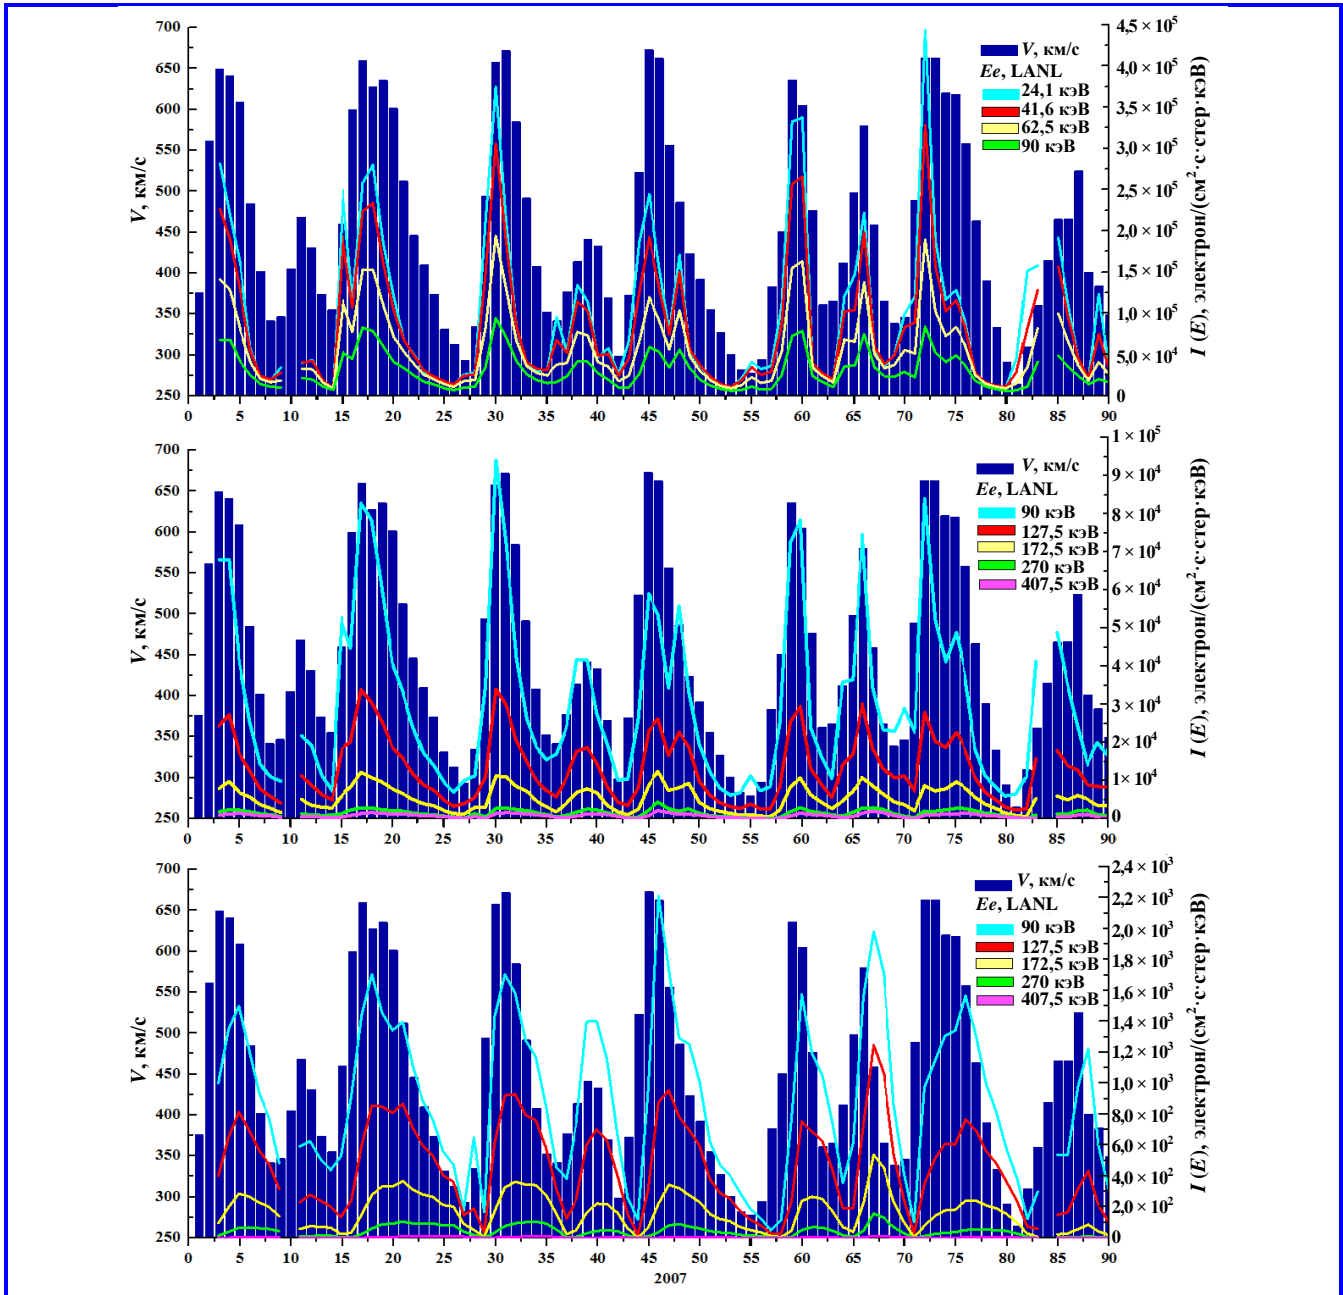 700
650
600
550
500
450
400
350
300
250
V, км/с
0 5 10 15 20 25 30 35 40 45 50 55 60 65 70 75 80 85 90
V, км/с
Ee, LANL
24,1 кэВ
41,6 кэВ
62,5 кэВ
90 кэВ
4,5 × 10⁵
4,0 × 10⁵
3,5 × 10⁵
3,0 × 10⁵
2,5 × 10⁵
2,0 × 10⁵
1,5 × 10⁵
1,0 × 10⁵
50 × 10⁴
0
I (E), электрон/(см²·с·стер·кэВ)
700
650
600
550
500
450
400
350
300
250
V, км/с
0 5 10 15 20 25 30 35 40 45 50 55 60 65 70 75 80 85 90
V, км/с
Ee, LANL
90 кэВ
127,5 кэВ
172,5 кэВ
270 кэВ
407,5 кэВ
1 × 10⁵
9 × 10⁴
8 × 10⁴
7 × 10⁴
6 × 10⁴
5 × 10⁴
4 × 10⁴
3 × 10⁴
2 × 10⁴
1 × 10⁴
0
I (E), электрон/(см²·с·стер·кэВ)
700
650
600
550
500
450
400
350
300
250
V, км/с
0 5 10 15 20 25 30 35 40 45 50 55 60 65 70 75 80 85 90
2007
V, км/с
Ee, LANL
90 кэВ
127,5 кэВ
172,5 кэВ
270 кэВ
407,5 кэВ
2,4 × 10³
2,2 × 10³
2,0 × 10³
1,8 × 10³
1,6 × 10³
1,4 × 10³
1,2 × 10³
1,0 × 10³
8,0 × 10²
6,0 × 10²
4,0 × 10²
2,0 × 10²
0
I (E), электрон/(см²·с·стер·кэВ)